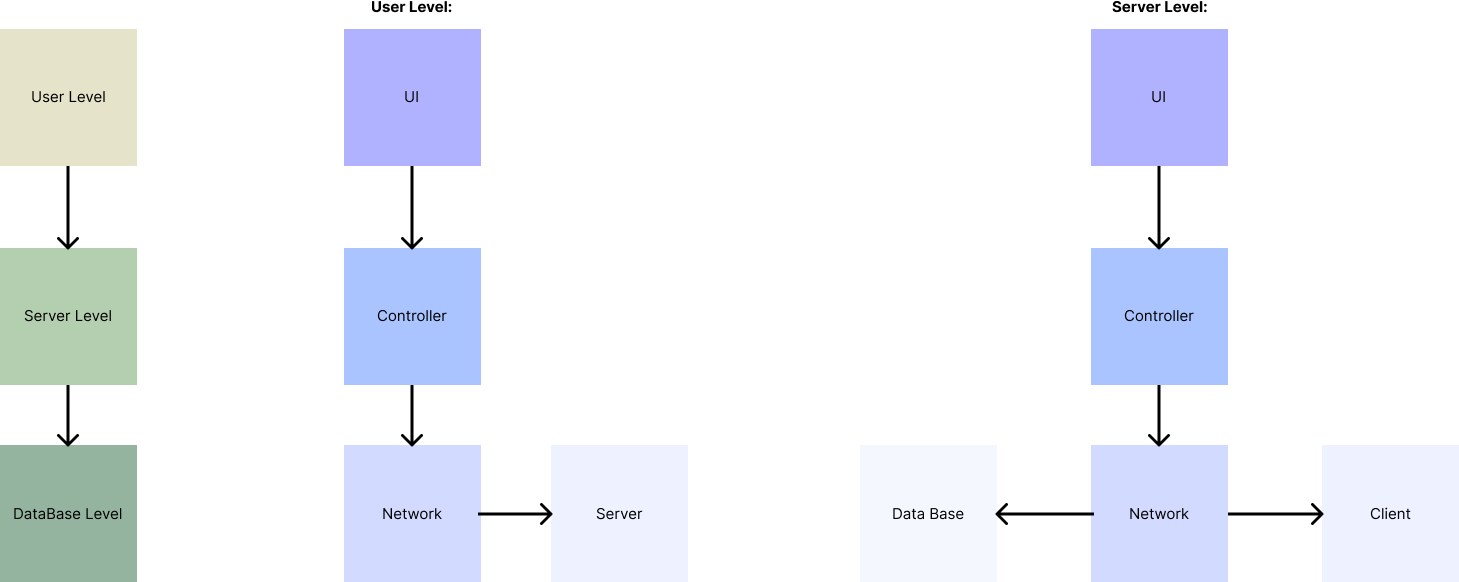 User Level:
Server Level:
User Level
UI
UI
Server Level
Controller
Controller
DataBase Level
Network
Server
Data Base
Network
Client